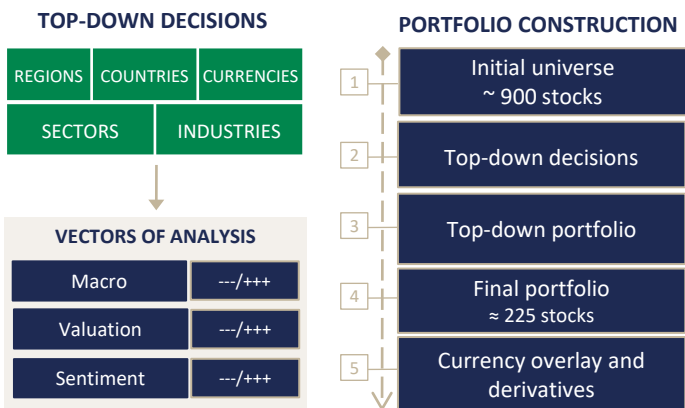 TOP-DOWN DECISIONS
REGIONS
COUNTRIES
CURRENCIES
SECTORS
INDUSTRIES
VECTORS OF ANALYSIS
Macro
---/+++
Valuation
---/+++
Sentiment
---/+++
PORTFOLIO CONSTRUCTION
1
Initial universe
~ 900 stocks
2
Top-down decisions
3
Top-down portfolio
4
Final portfolio
≈ 225 stocks
5
Currency overlay and
derivatives